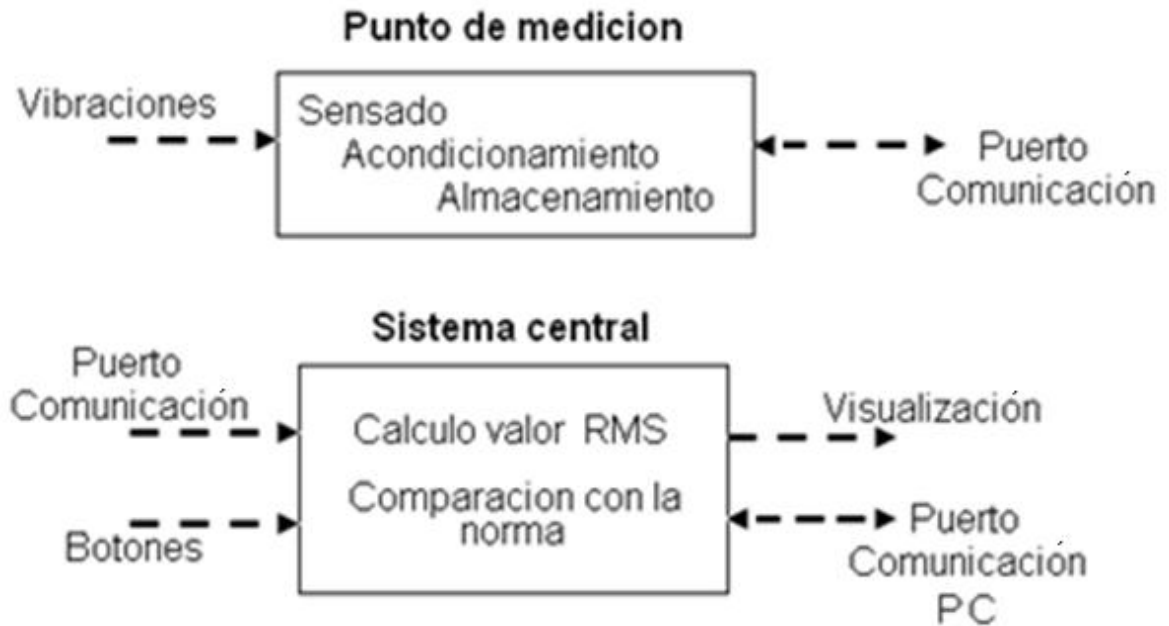 Punto de medicion
Vibraciones
Sensado
Acondicionamiento
Almacenamiento
Puerto
Comunicación
Sistema central
Puerto
Comunicación
Botones
Calculo valor RMS
Comparacion con la
norma
Visualización
Puerto
Comunicación
PC